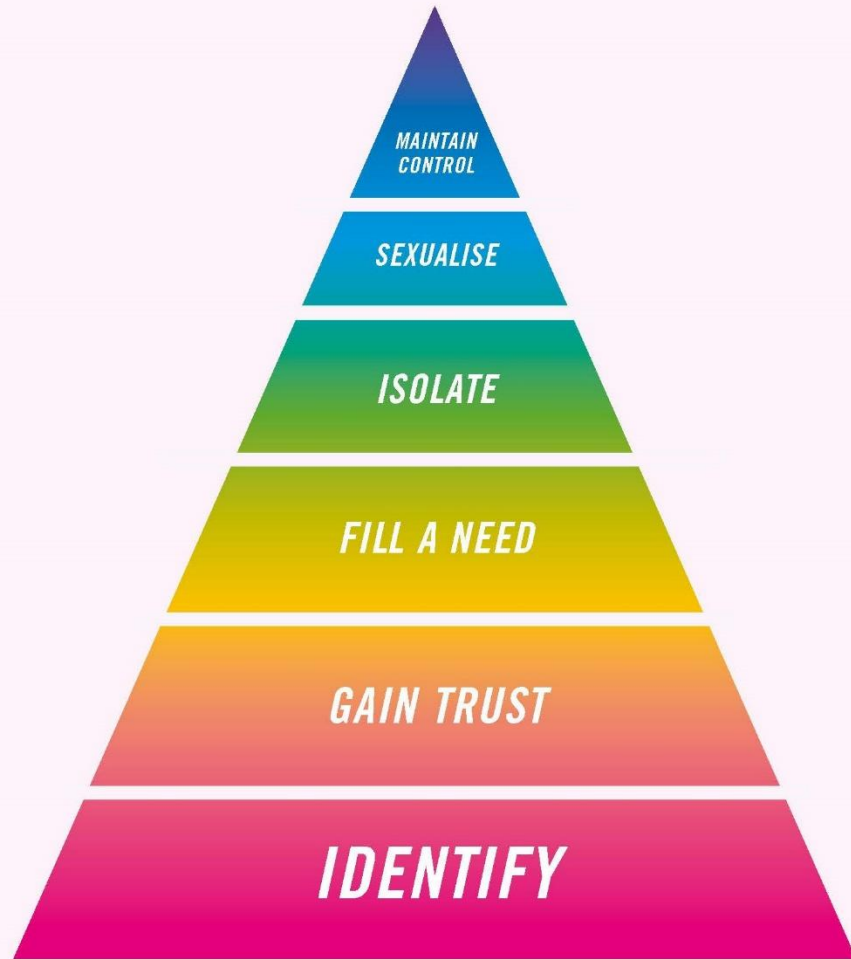 MAINTAIN
CONTROL
SEXUALISE
ISOLATE
FILL A NEED
GAIN TRUST
IDENTIFY